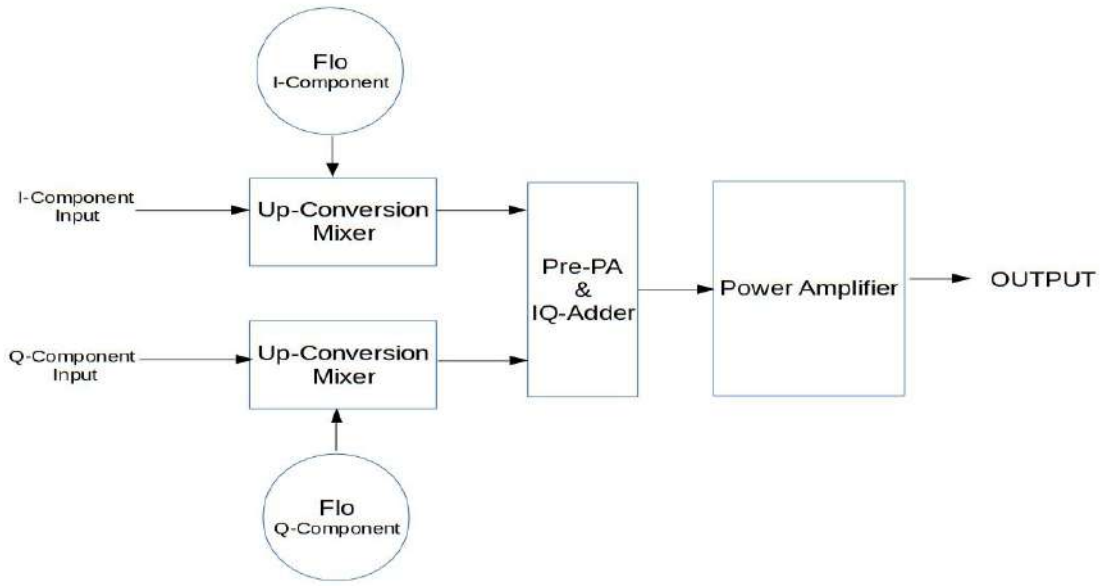 Flo
I-Component
I-Component
Input
Up-Conversion
Mixer
Pre-PA
&
IQ-Adder
Power Amplifier
OUTPUT
Q-Component
Input
Up-Conversion
Mixer
Flo
Q-Component